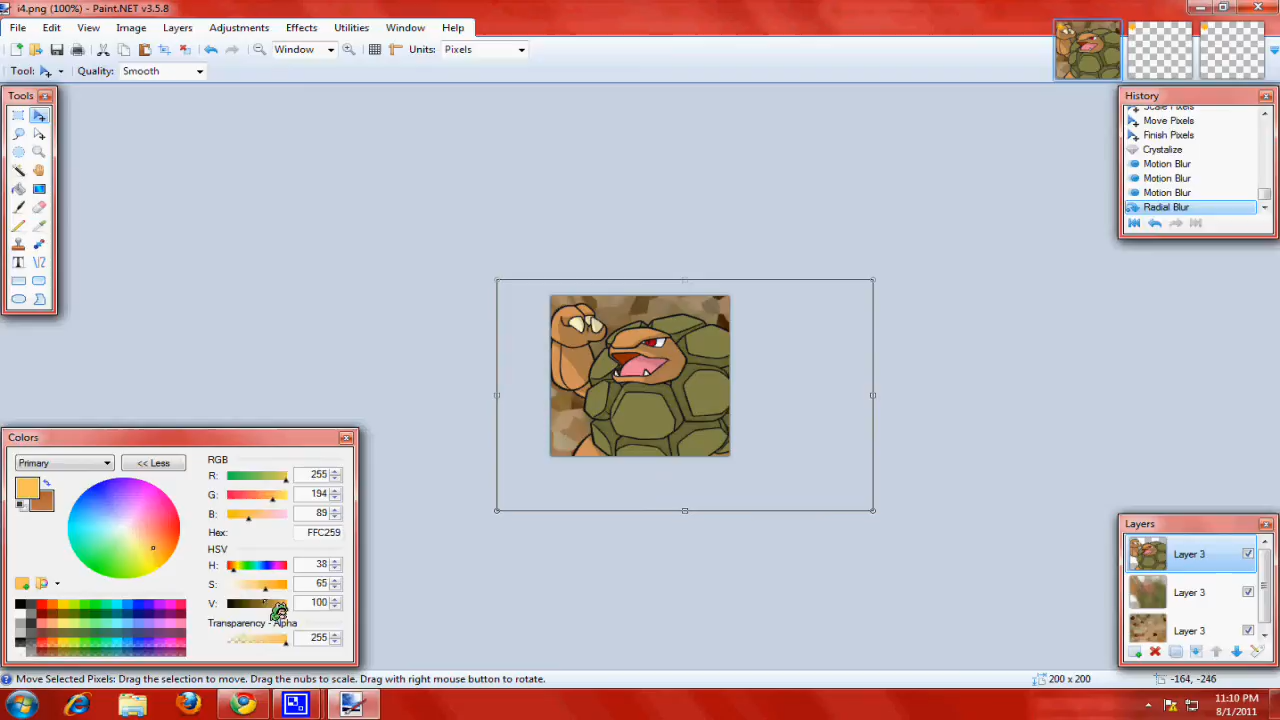 i4.png (100%) - Paint.NET v3.5.8
File Edit View Image Layers Adjustments Effects Utilities Window Help
Window Units: Pixels
Tool: Quality: Smooth
Tools
History
Scale Pixels
Move Pixels
Finish Pixels
Crystalize
Motion Blur
Motion Blur
Motion Blur
Radial Blur
Colors
Primary << Less
RGB
R: 255
G: 194
B: 89
Hex: FFC259
HSV
H: 38
S: 65
V: 100
Transparency - Alpha
255
Layers
Layer 3
Layer 3
Layer 3
Move Selected Pixels: Drag the selection to move. Drag the nubs to scale. Drag with right mouse button to rotate.
200 x 200
-164, -246
11:10 PM
8/1/2011